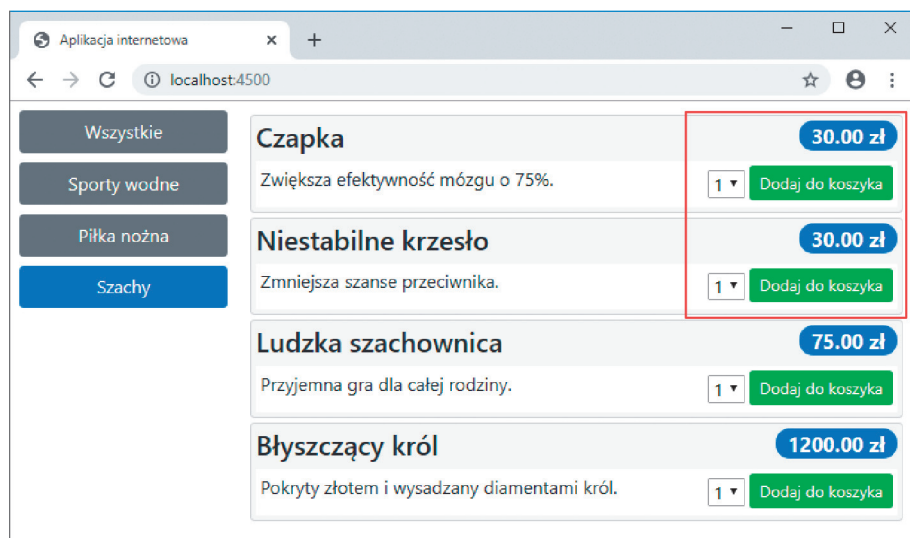 Aplikacja internetowa
localhost:4500
Wszystkie
Sporty wodne
Piłka nożna
Szachy
Czapka 30.00 zł
Zwiększa efektywność mózgu o 75%. 1 Dodaj do koszyka
Niestabilne krzesło 30.00 zł
Zmniejsza szanse przeciwnika. 1 Dodaj do koszyka
Ludzka szachownica 75.00 zł
Przyjemna gra dla całej rodziny. 1 Dodaj do koszyka
Błyszczący król 1200.00 zł
Pokryty złotem i wysadzany diamentami król. 1 Dodaj do koszyka